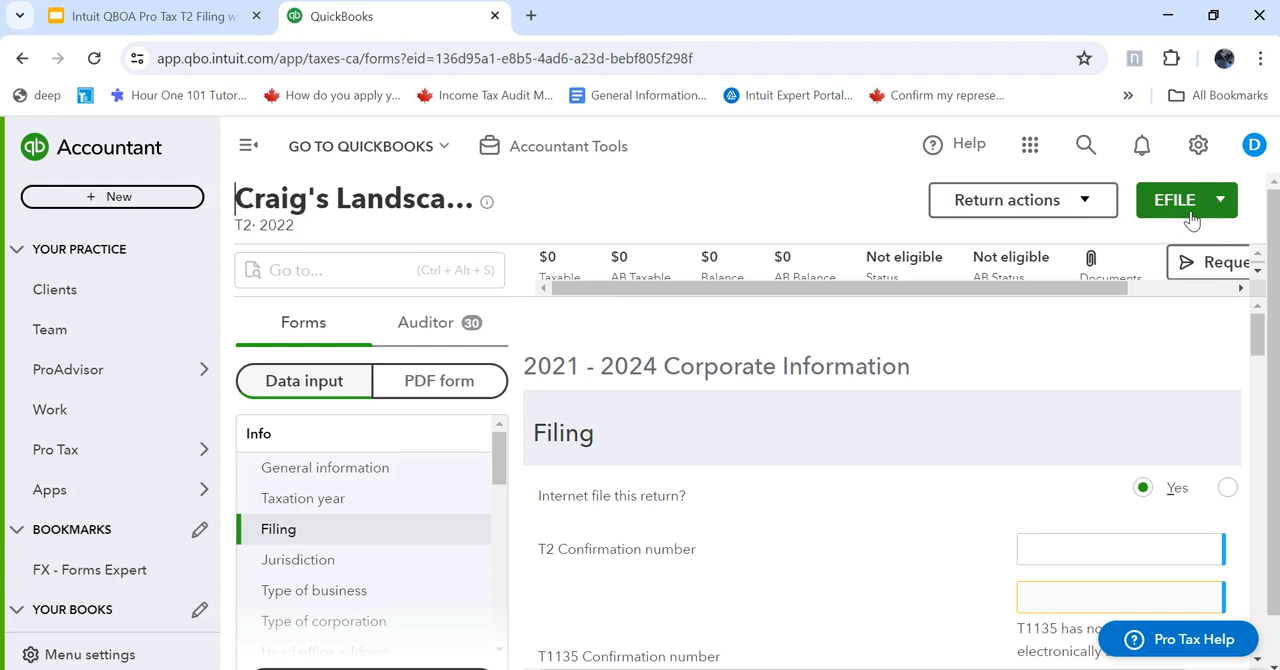 Intuit QBOA Pro Tax T2 Filing w
QuickBooks
app.qbo.intuit.com/app/taxes-ca/forms?eid=136d95a1-e8b5-4ad6-a23d-bebf805f298f
deep
Hour One 101 Tutor...
How do you apply y...
Income Tax Audit M...
General Information...
Intuit Expert Portal...
Confirm my represe...
All Bookmarks
qb Accountant
GO TO QUICKBOOKS
Accountant Tools
Help
D
+ New
Craig's Landsca...
T2· 2022
Return actions
EFILE
YOUR PRACTICE
Clients
Team
ProAdvisor
Work
Pro Tax
Apps
BOOKMARKS
FX - Forms Expert
YOUR BOOKS
Menu settings
Go to... (Ctrl + Alt + S)
$0 $0 $0 $0 Not eligible Not eligible
Taxable AB Taxable Balance AB Balance Status AB Status Documents
Reque
Forms
Auditor 30
Data input
PDF form
Info
General information
Taxation year
Filing
Jurisdiction
Type of business
Type of corporation
Head office address
2021 - 2024 Corporate Information
Filing
Internet file this return?
Yes
T2 Confirmation number
T1135 has no
electronically
T1135 Confirmation number
Pro Tax Help